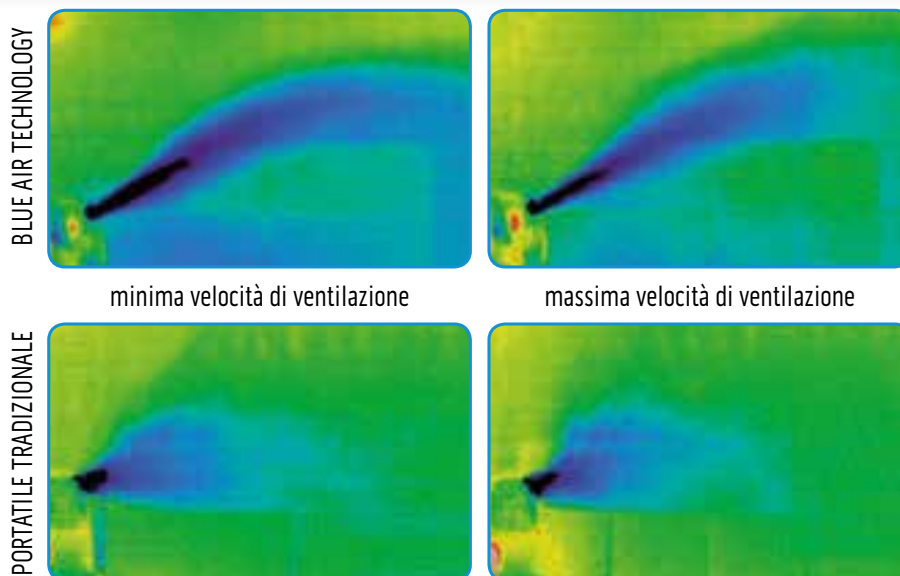 BLUE AIR TECHNOLOGY
minima velocità di ventilazione
massima velocità di ventilazione
PORTATILE TRADIZIONALE